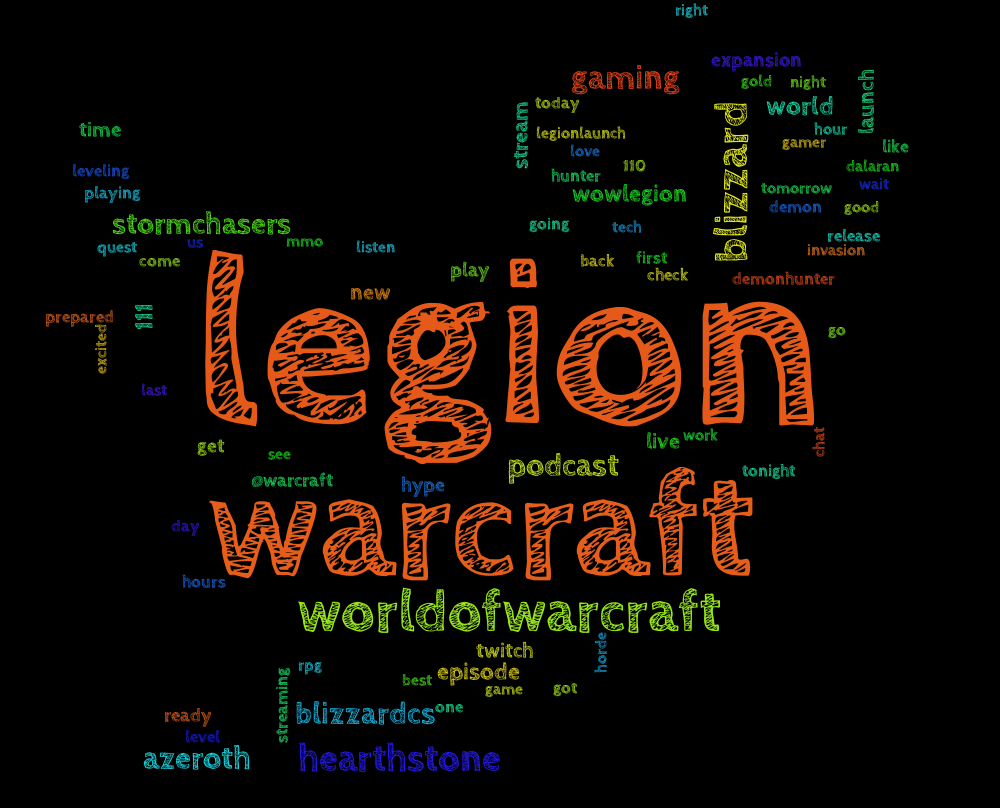 right
expansion
gaming
gold
night
launch
today
stream
blizzard
world
time
legionlaunch
hour
gamer
like
love
110
dalaran
leveling
hunter
wait
playing
wowlegion
tomorrow
demon
good
stormchasers
going
tech
release
us
mmo
quest
listen
invasion
come
back
first
play
check
demonhunter
new
legion
prepared
111
excited
go
last
get
live
work
chat
see
podcast
tonight
@warcraft
hype
warcraft
day
hours
worldofwarcraft
twitch
horde
rpg
episode
best
game
got
streaming
one
ready
blizzardcs
level
azeroth
hearthstone